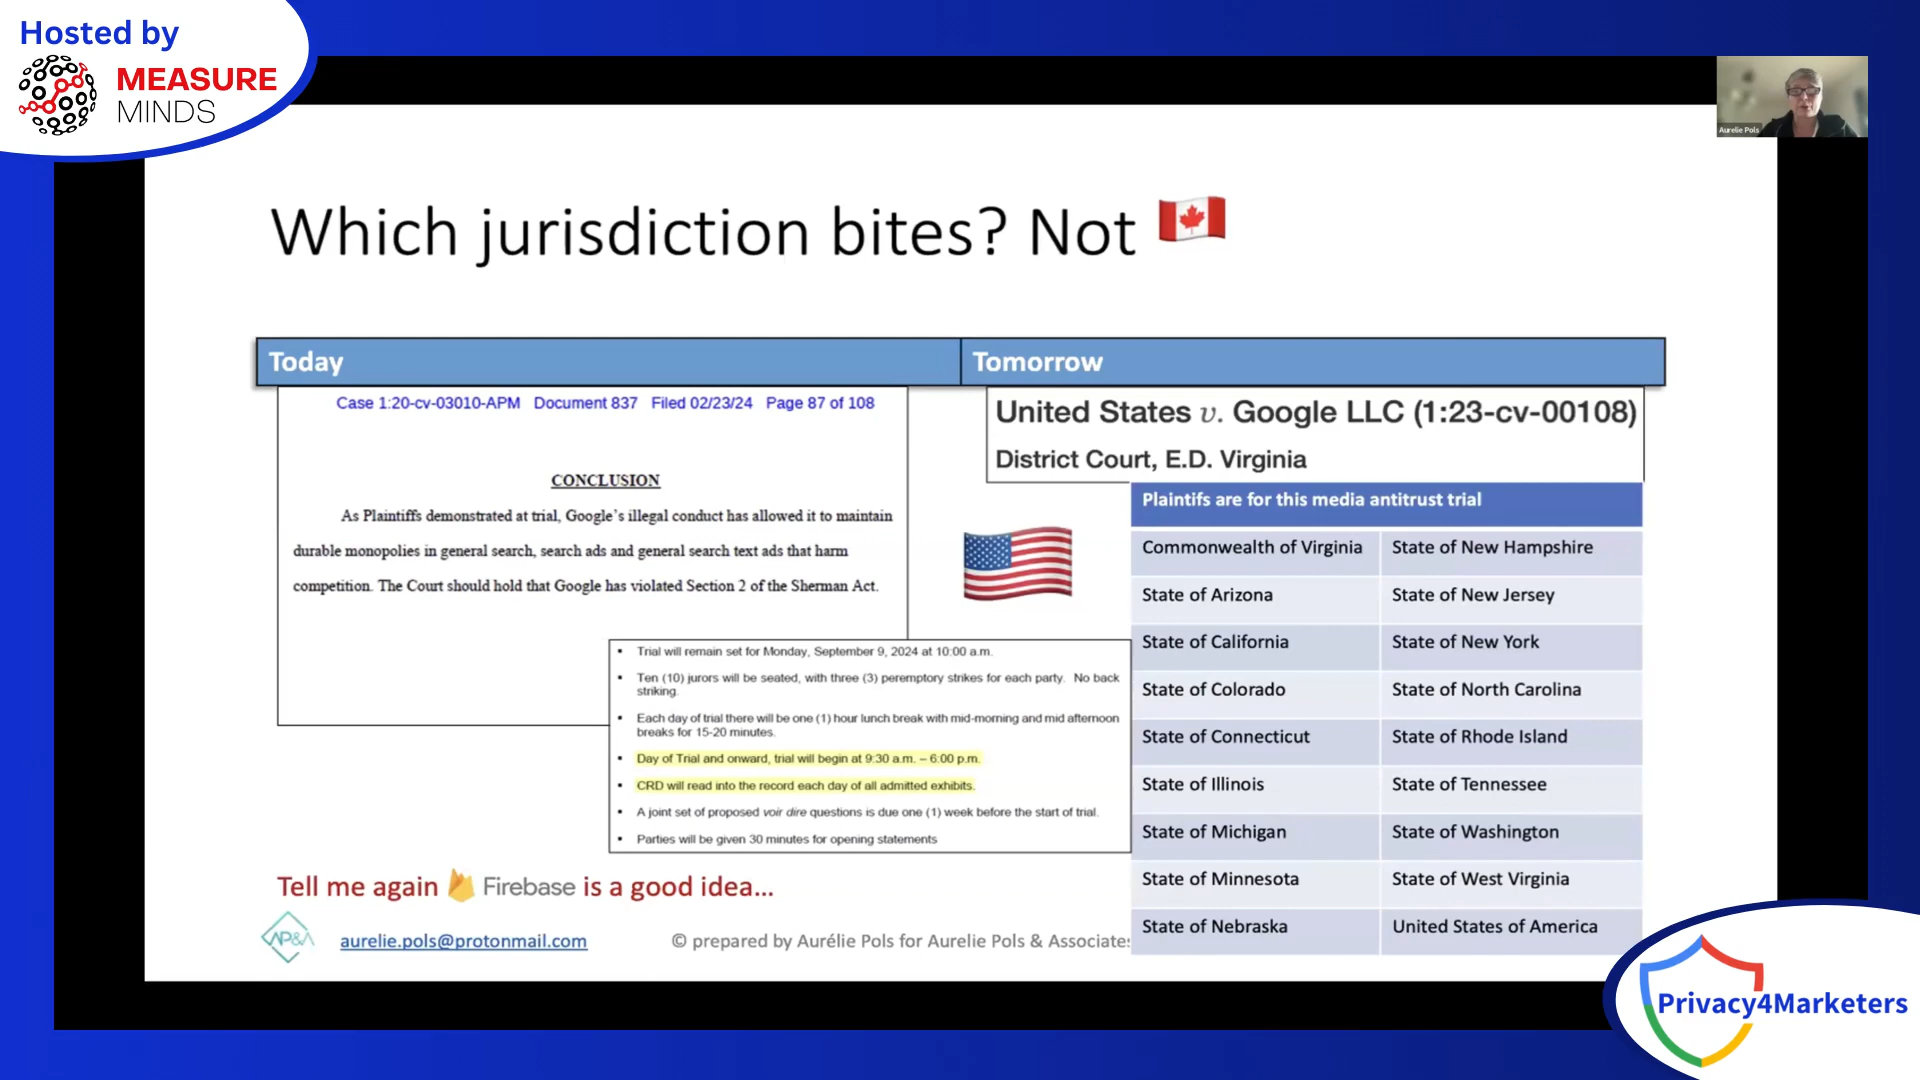 Hosted by
MEASURE
MINDS
Aurelie Pols
Which jurisdiction bites? Not
Today
Tomorrow
Case 1:20-cv-03010-APM Document 837 Filed 02/23/24 Page 87 of 108
CONCLUSION
As Plaintiffs demonstrated at trial, Google's illegal conduct has allowed it to maintain
durable monopolies in general search, search ads and general search text ads that harm
competition. The Court should hold that Google has violated Section 2 of the Sherman Act.
United States v. Google LLC (1:23-cv-00108)
District Court, E.D. Virginia
Plaintifs are for this media antitrust trial
Commonwealth of Virginia State of New Hampshire
State of Arizona State of New Jersey
State of California State of New York
State of Colorado State of North Carolina
State of Connecticut State of Rhode Island
State of Illinois State of Tennessee
State of Michigan State of Washington
State of Minnesota State of West Virginia
State of Nebraska United States of America
• Trial will remain set for Monday, September 9, 2024 at 10:00 a.m.
• Ten (10) jurors will be seated, with three (3) peremptory strikes for each party. No back
striking.
• Each day of trial there will be one (1) hour lunch break with mid-morning and mid afternoon
breaks for 15-20 minutes.
• Day of Trial and onward, trial will begin at 9:30 a.m. – 6:00 p.m.
• CRD will read into the record each day of all admitted exhibits.
• A joint set of proposed voir dire questions is due one (1) week before the start of trial.
• Parties will be given 30 minutes for opening statements
Tell me again Firebase is a good idea...
AP&A
aurelie.pols@protonmail.com
© prepared by Aurélie Pols for Aurelie Pols & Associates
Privacy4Marketers